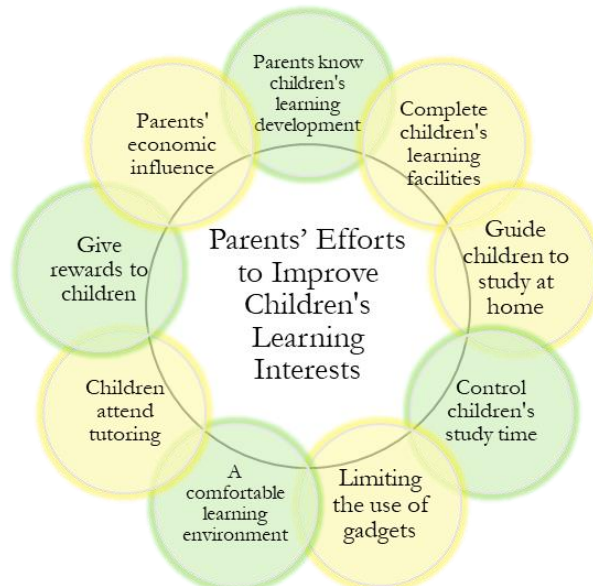 Parents know
children's
learning
development
Complete
children's
learning
facilities
Guide
children to
study at
home
Control
children's
study time
Limiting
the use of
gadgets
A
comfortable
learning
environment
Children
attend
tutoring
Give
rewards to
children
Parents'
economic
influence
Parents’ Efforts
to Improve
Children's
Learning
Interests